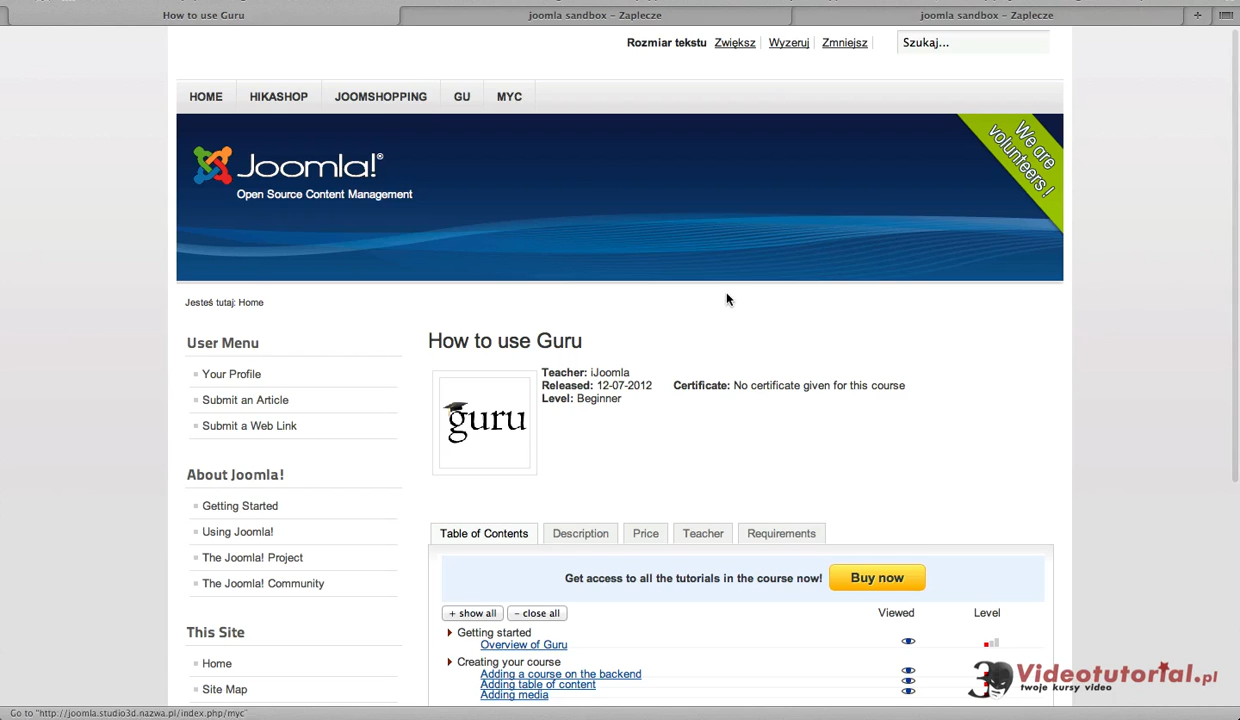 How to use Guru
joomla sandbox - Zaplecze
joomla sandbox - Zaplecze
Rozmiar tekstu Zwiększ Wyzeruj Zmniejsz
Szukaj...
HOME HIKASHOP JOOMSHOPPING GU MYC
Joomla!®
Open Source Content Management
We are
volunteers!
Jesteś tutaj: Home
User Menu
Your Profile
Submit an Article
Submit a Web Link
About Joomla!
Getting Started
Using Joomla!
The Joomla! Project
The Joomla! Community
This Site
Home
Site Map
How to use Guru
guru
Teacher: iJoomla
Released: 12-07-2012 Certificate: No certificate given for this course
Level: Beginner
Table of Contents Description Price Teacher Requirements
Get access to all the tutorials in the course now! Buy now
+ show all - close all Viewed Level
Getting started
Overview of Guru
Creating your course
Adding a course on the backend
Adding table of content
Adding media
3D Videotutorial.pl
twoje kursy video
Go to "http://joomla.studio3d.nazwa.pl/index.php/myc"